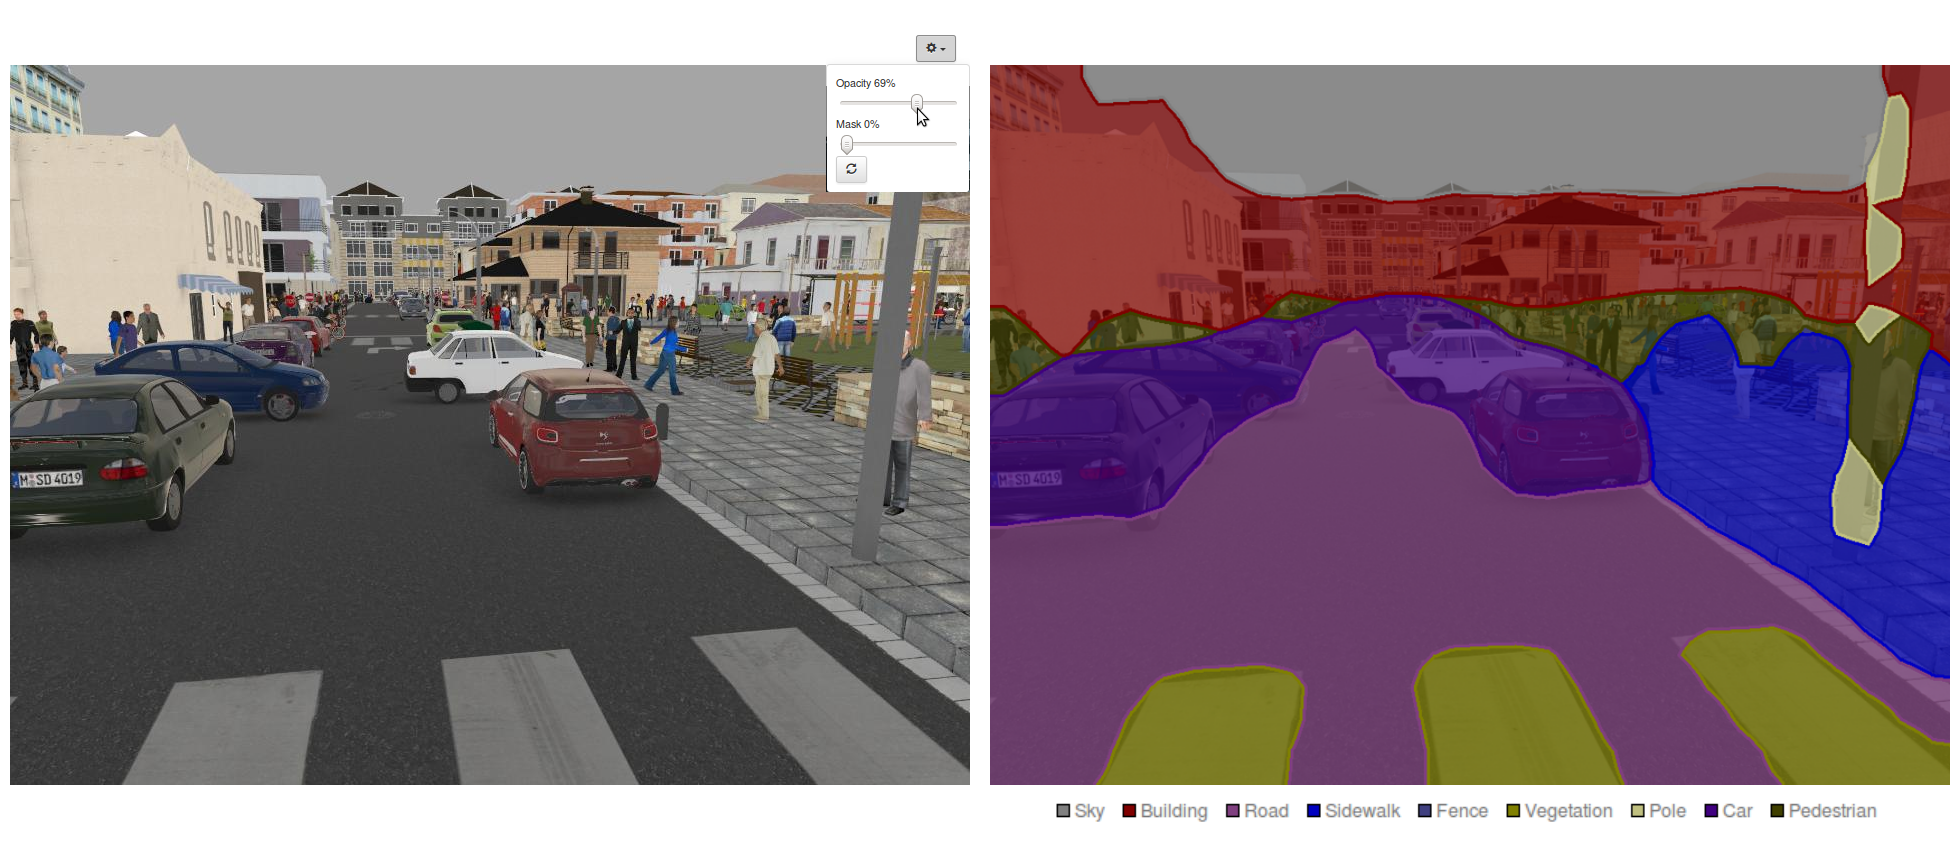 Opacity 69%
Mask 0%
M SD 4019
M SD 4019
Sky Building Road Sidewalk Fence Vegetation Pole Car Pedestrian